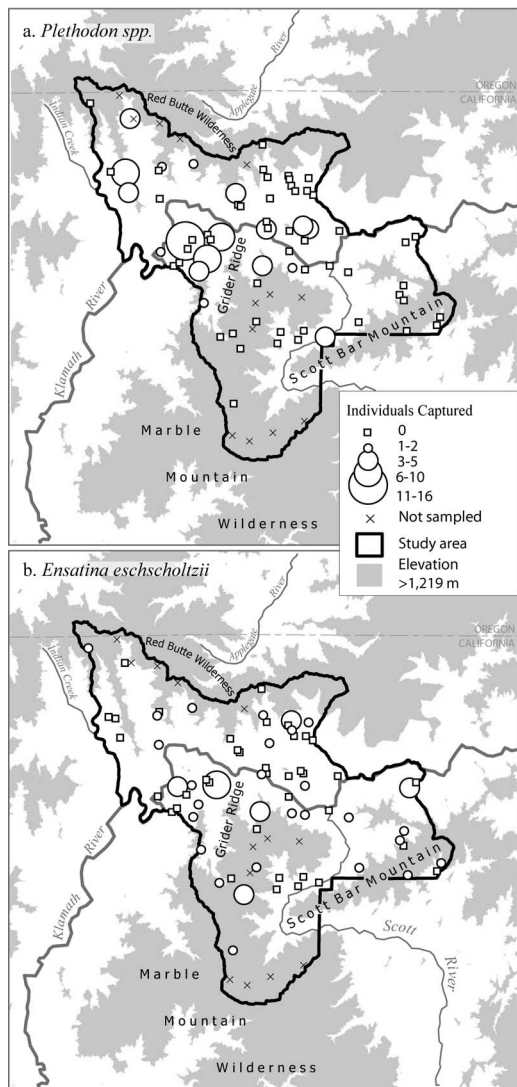 a. Plethodon spp.
River
Applegate
OREGON
CALIFORNIA
Red Butte Wilderness
Indian Creek
Grider Ridge
River
Klamath
Scott Bar Mountain
Marble
Mountain
Wilderness
Individuals Captured
0
1-2
3-5
6-10
11-16
Not sampled
Study area
Elevation
>1,219 m
b. Ensatina eschscholtzii
River
Applegate
OREGON
CALIFORNIA
Red Butte Wilderness
Indian Creek
Grider Ridge
River
Klamath
Scott Bar Mountain
Scott
River
Marble
Mountain
Wilderness